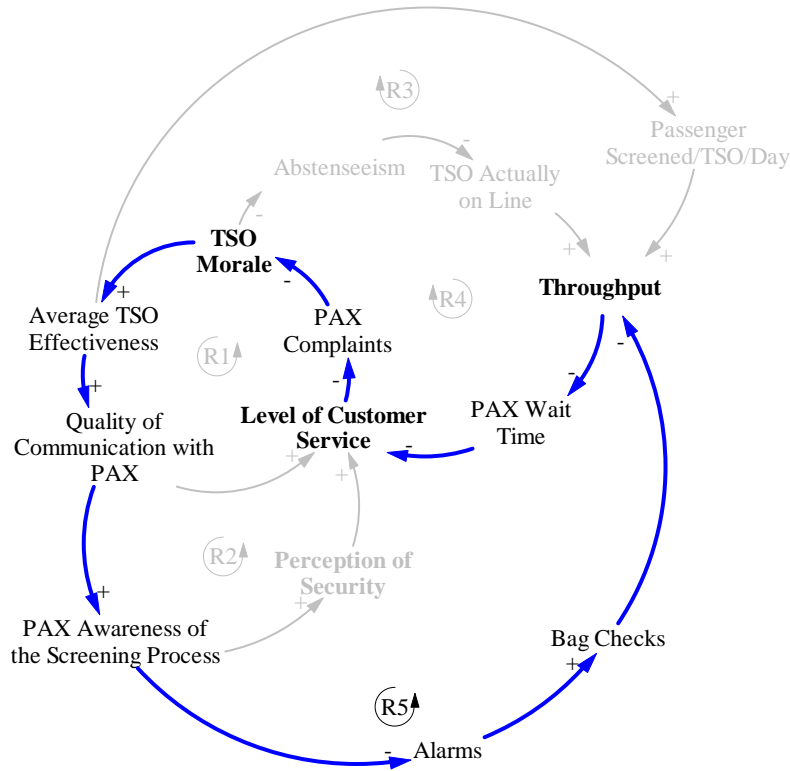 R3
+
Passenger
Screened/TSO/Day
-
Abstenseeism
TSO Actually
on Line
-
+
+
TSO
Morale
-
+
R4
Throughput
Average TSO
Effectiveness
PAX
Complaints
R1
-
-
-
+
Quality of
Communication with
PAX
Level of Customer
Service
PAX Wait
Time
-
+
+
R2
Perception of
Security
+
+
PAX Awareness of
the Screening Process
Bag Checks
+
R5
-
Alarms